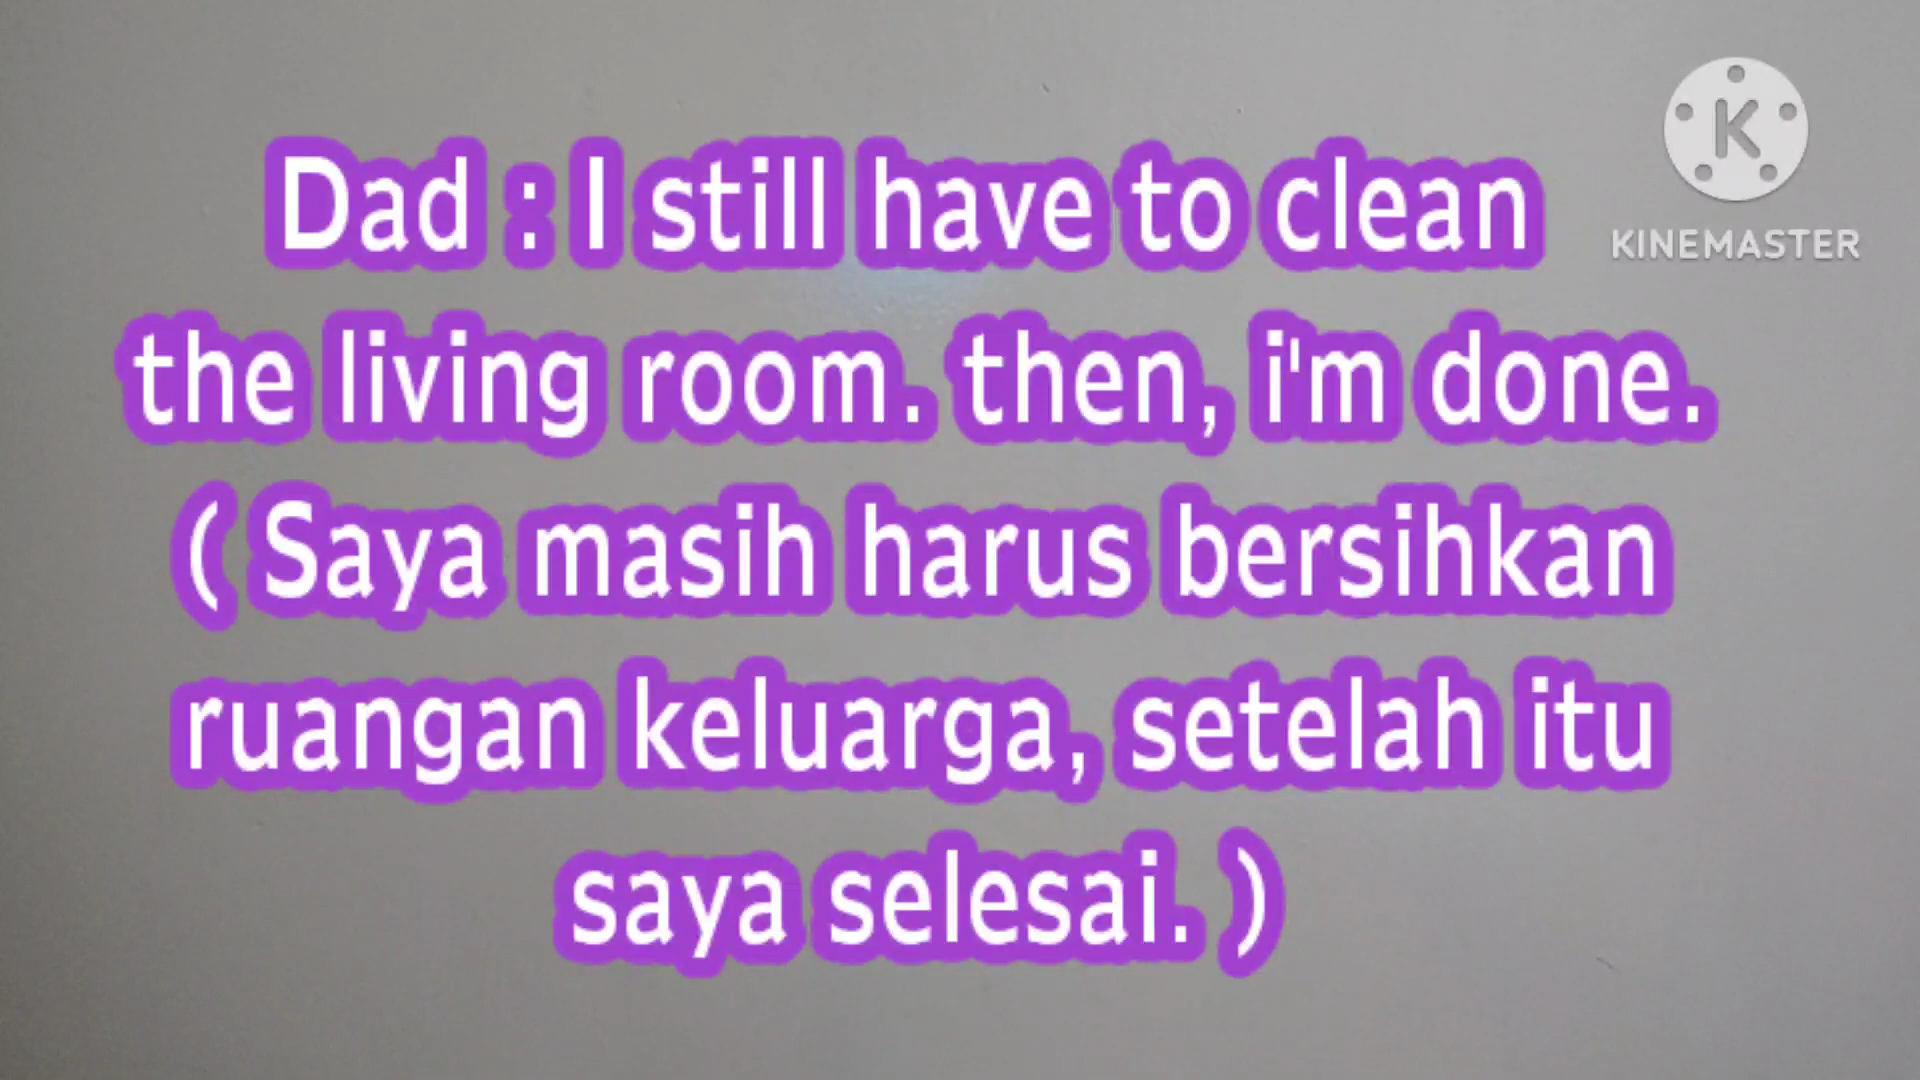 Dad : I still have to clean
the living room. then, i'm done.
( Saya masih harus bersihkan
ruangan keluarga, setelah itu
saya selesai. )
K
KINEMASTER